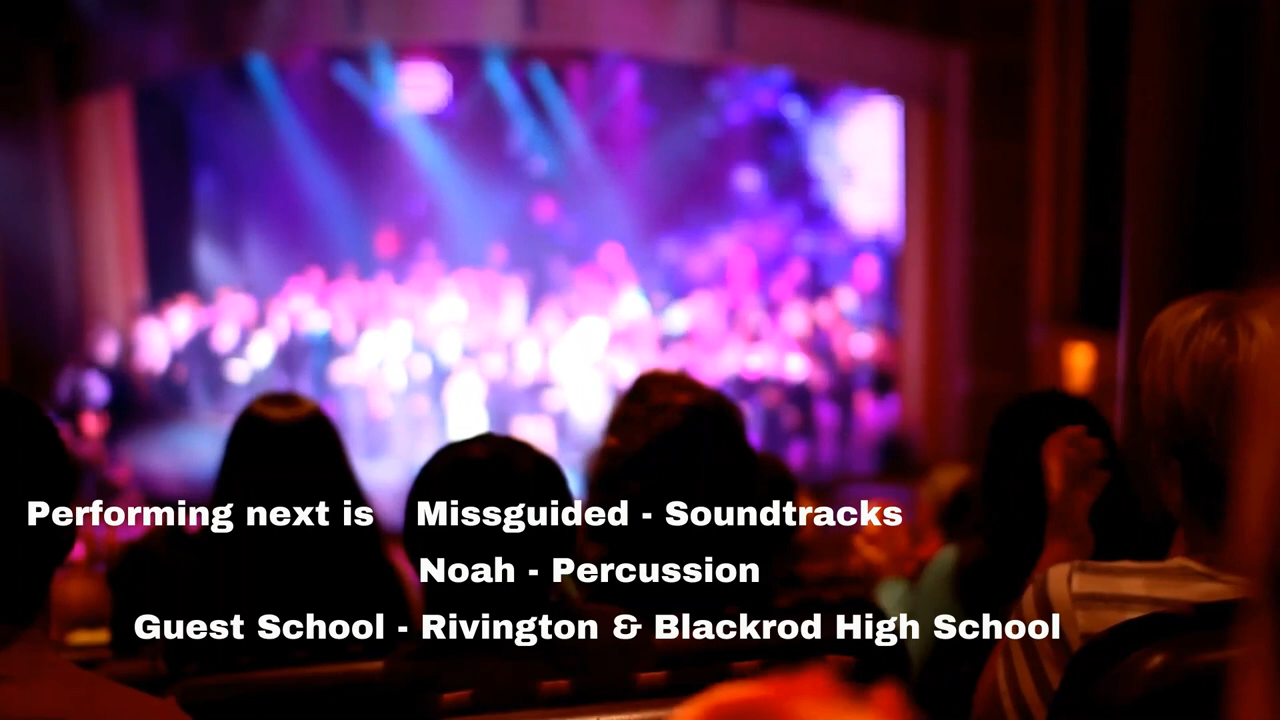 Performing next is Missguided - Soundtracks
Noah - Percussion
Guest School - Rivington & Blackrod High School